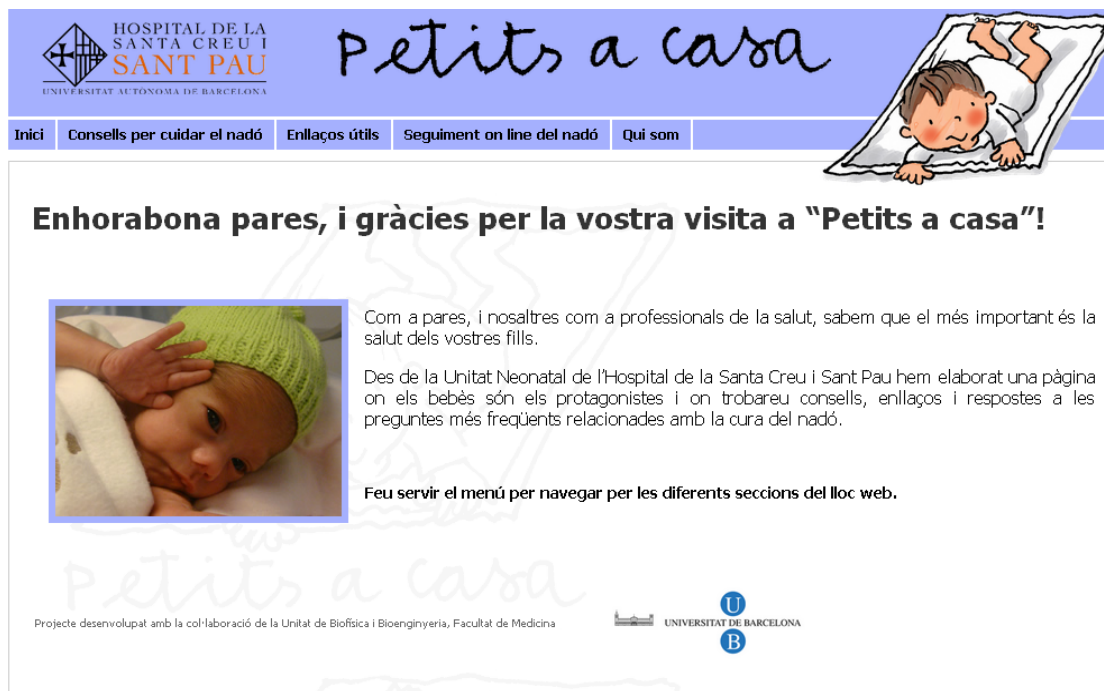 HOSPITAL DE LA
SANTA CREU I
SANT PAU
UNIVERSITAT AUTÒNOMA DE BARCELONA
Petits a casa
Inici
Consells per cuidar el nadó
Enllaços útils
Seguiment on line del nadó
Qui som
Enhorabona pares, i gràcies per la vostra visita a “Petits a casa”!
Com a pares, i nosaltres com a professionals de la salut, sabem que el més important és la
salut dels vostres fills.
Des de la Unitat Neonatal de l’Hospital de la Santa Creu i Sant Pau hem elaborat una pàgina
on els bebès són els protagonistes i on trobareu consells, enllaços i respostes a les
preguntes més freqüents relacionades amb la cura del nadó.
Feu servir el menú per navegar per les diferents seccions del lloc web.
Petits a casa
Projecte desenvolupat amb la col·laboració de la Unitat de Biofísica i Bioenginyeria, Facultat de Medicina
U
UNIVERSITAT DE BARCELONA
B